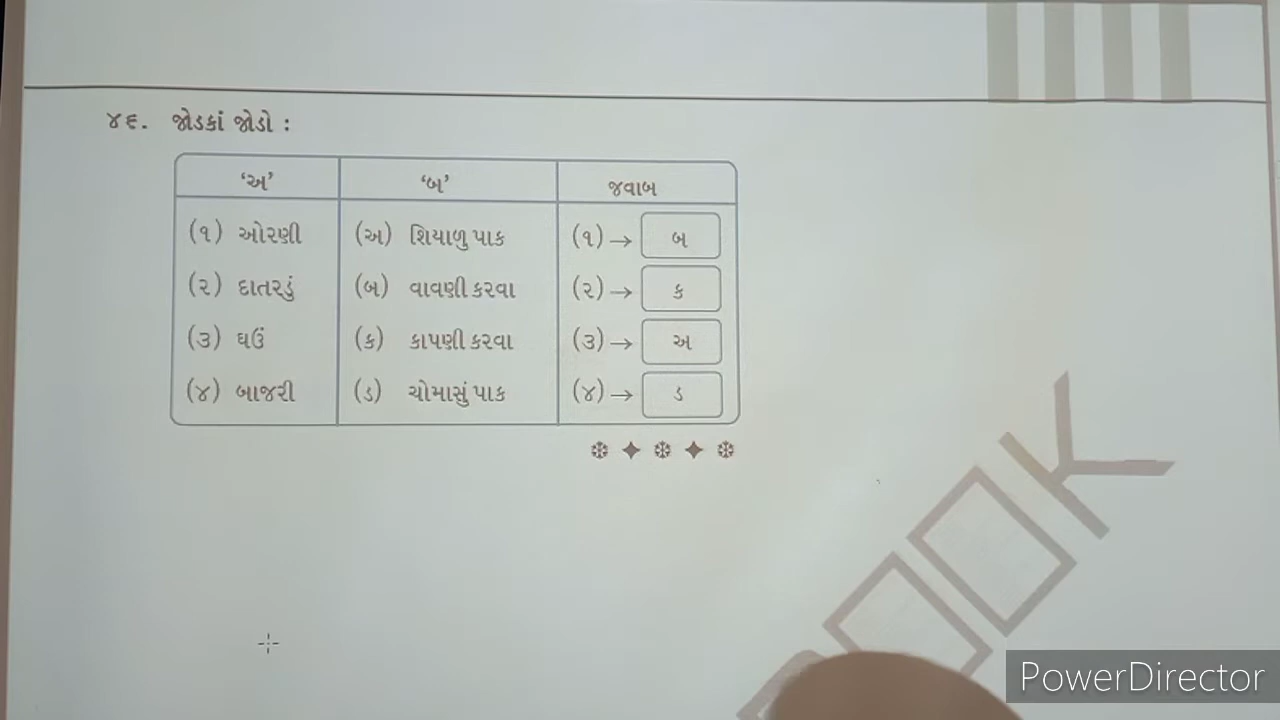 ૪૬. જોડકાં જોડો :
‘અ’ ‘બ’ જવાબ
(૧) ઓરણી (અ) શિયાળુ પાક (૧)→ બ
(૨) દાતરડું (બ) વાવણી કરવા (૨)→ ક
(૩) ઘઉં (ક) કાપણી કરવા (૩)→ અ
(૪) બાજરી (ડ) ચોમાસું પાક (૪)→ ડ
PowerDirector